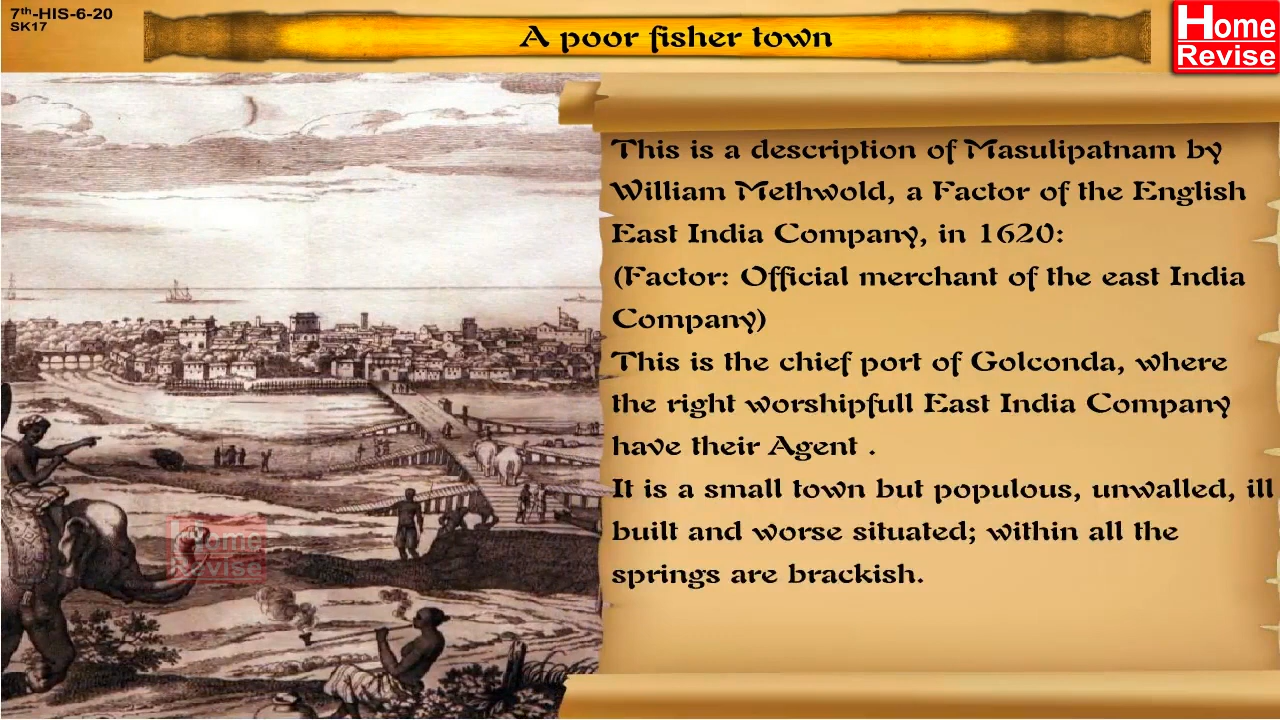 7th-HIS-6-20
SK17
A poor fisher town
Home
Revise
This is a description of Masulipatnam by
William Methwold, a Factor of the English
East India Company, in 1620:
(Factor: Official merchant of the east India
Company)
This is the chief port of Golconda, where
the right worshipfull East India Company
have their Agent .
It is a small town but populous, unwalled, ill
built and worse situated; within all the
springs are brackish.
Home
Revise